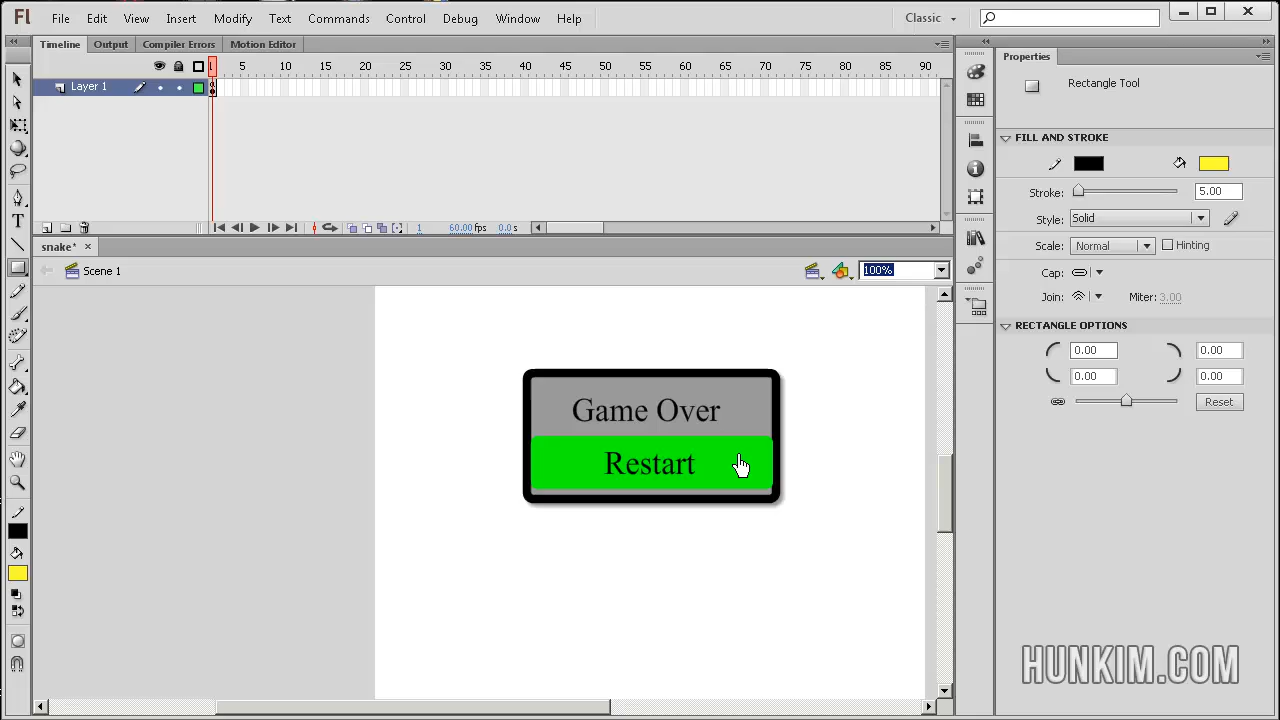 Fl File Edit View Insert Modify Text Commands Control Debug Window Help Classic
Timeline Output Compiler Errors Motion Editor
1 5 10 15 20 25 30 35 40 45 50 55 60 65 70 75 80 85 90
Layer 1
1 60.00 fps 0.0 s
snake*
Scene 1 100%
Game Over
Restart
Properties
Rectangle Tool
FILL AND STROKE
Stroke: 5.00
Style: Solid
Scale: Normal Hinting
Cap:
Join: Miter: 3.00
RECTANGLE OPTIONS
0.00 0.00
0.00 0.00
Reset
HUNKIM.COM